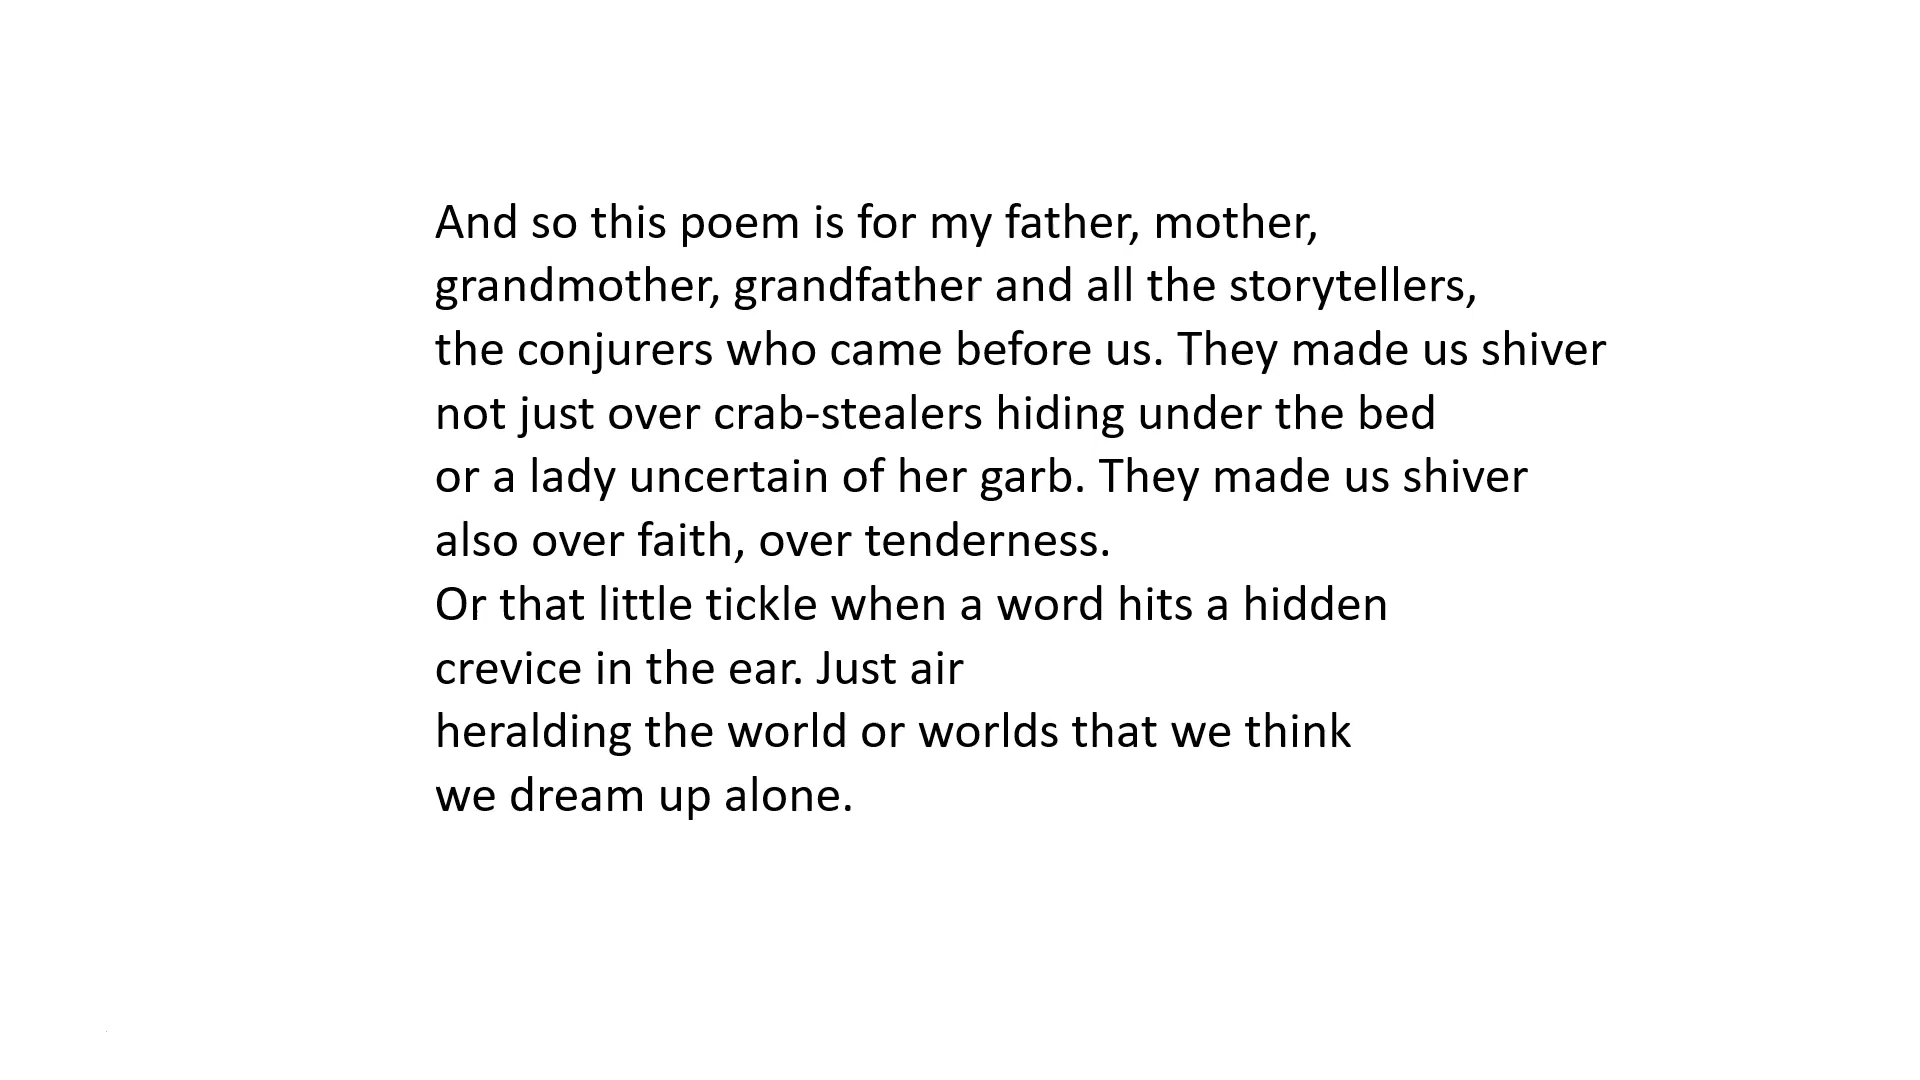 And so this poem is for my father, mother,
grandmother, grandfather and all the storytellers,
the conjurers who came before us. They made us shiver
not just over crab-stealers hiding under the bed
or a lady uncertain of her garb. They made us shiver
also over faith, over tenderness.
Or that little tickle when a word hits a hidden
crevice in the ear. Just air
heralding the world or worlds that we think
we dream up alone.